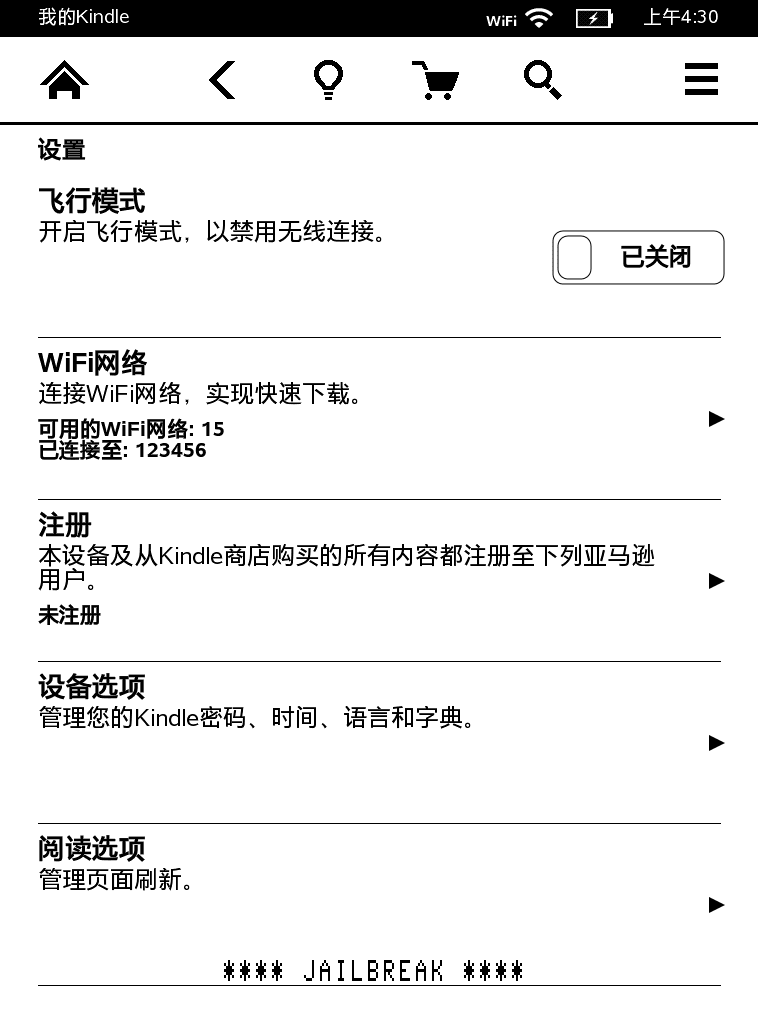 我的Kindle WiFi 上午4:30
设置
飞行模式
开启飞行模式，以禁用无线连接。
已关闭
WiFi网络
连接WiFi网络，实现快速下载。
可用的WiFi网络: 15
已连接至: 123456
注册
本设备及从Kindle商店购买的所有内容都注册至下列亚马逊
用户。
未注册
设备选项
管理您的Kindle密码、时间、语言和字典。
阅读选项
管理页面刷新。
**** JAILBREAK ****